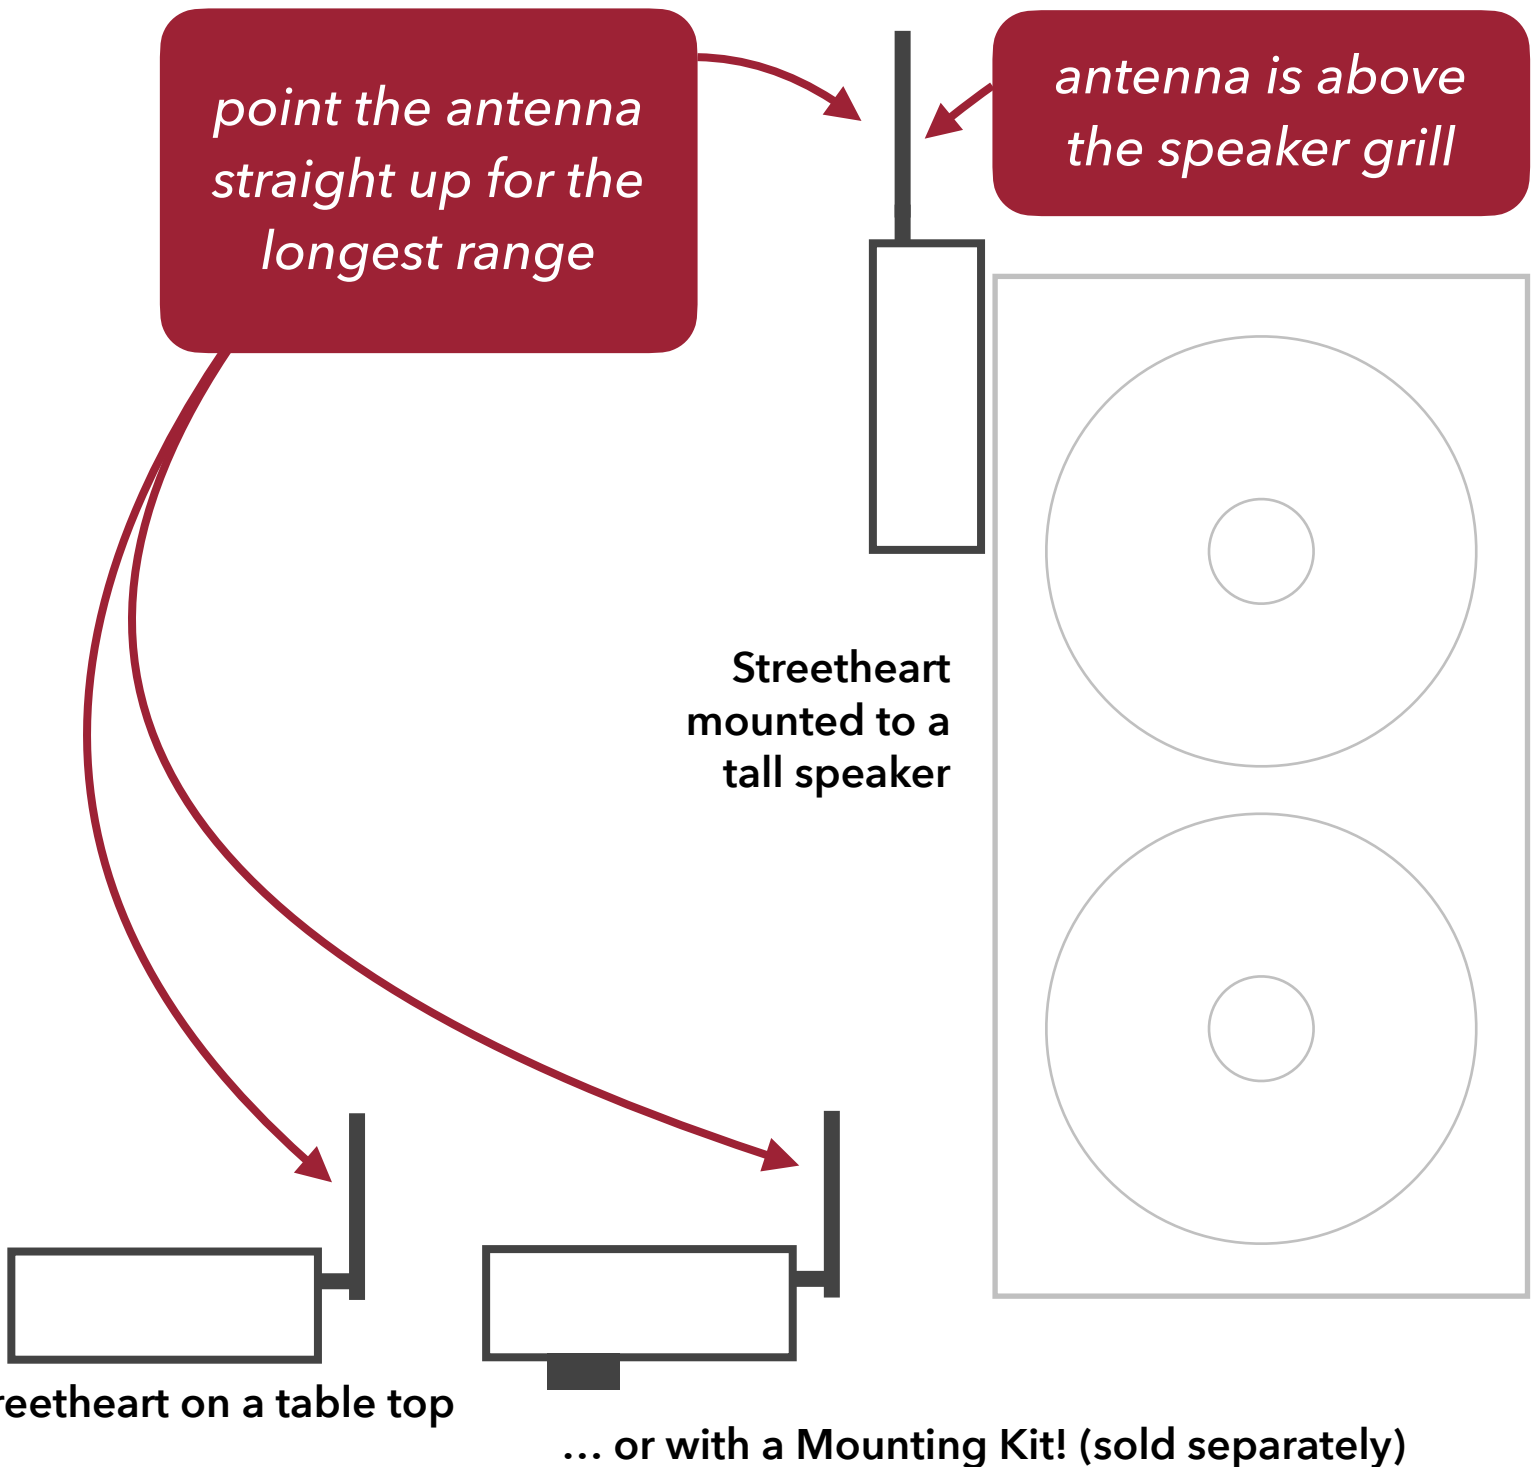 point the antenna
straight up for the
longest range
antenna is above
the speaker grill
Streetheart
mounted to a
tall speaker
reetheart on a table top
... or with a Mounting Kit! (sold separately)